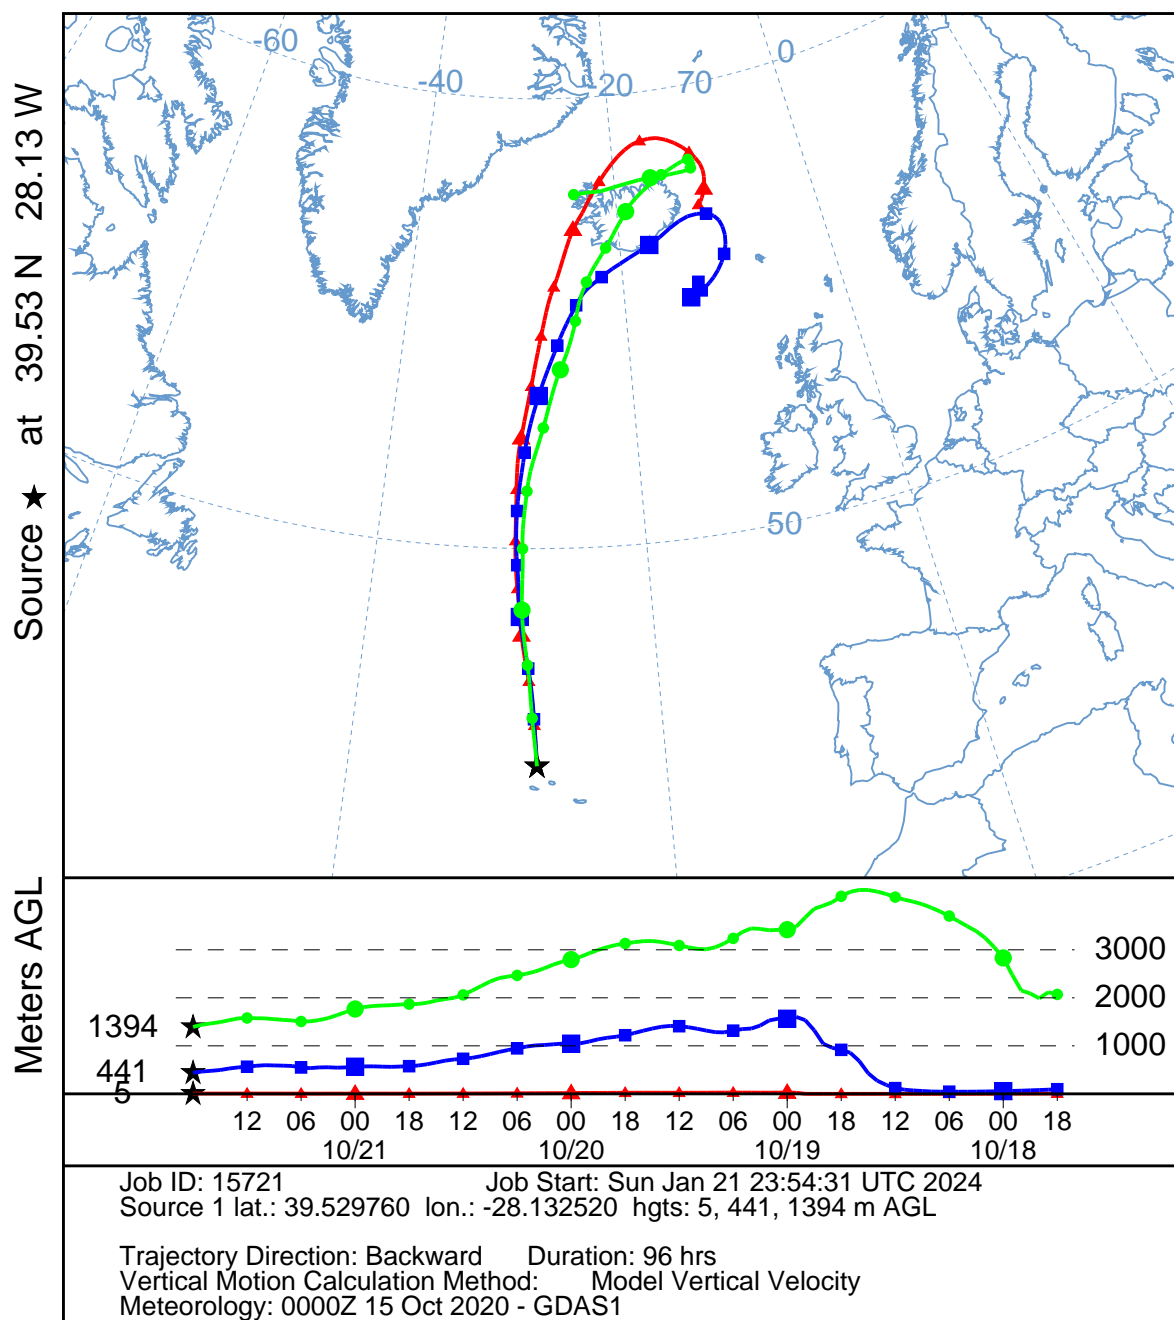 Source ★ at 39.53 N 28.13 W
-60
-40
-20
70
0
50
Meters AGL
3000
2000
1000
1394
441
5
12 06 00 18 12 06 00 18 12 06 00 18 12 06 00 18
10/21 10/20 10/19 10/18
Job ID: 15721 Job Start: Sun Jan 21 23:54:31 UTC 2024
Source 1 lat.: 39.529760 lon.: -28.132520 hgts: 5, 441, 1394 m AGL
Trajectory Direction: Backward Duration: 96 hrs
Vertical Motion Calculation Method: Model Vertical Velocity
Meteorology: 0000Z 15 Oct 2020 - GDAS1